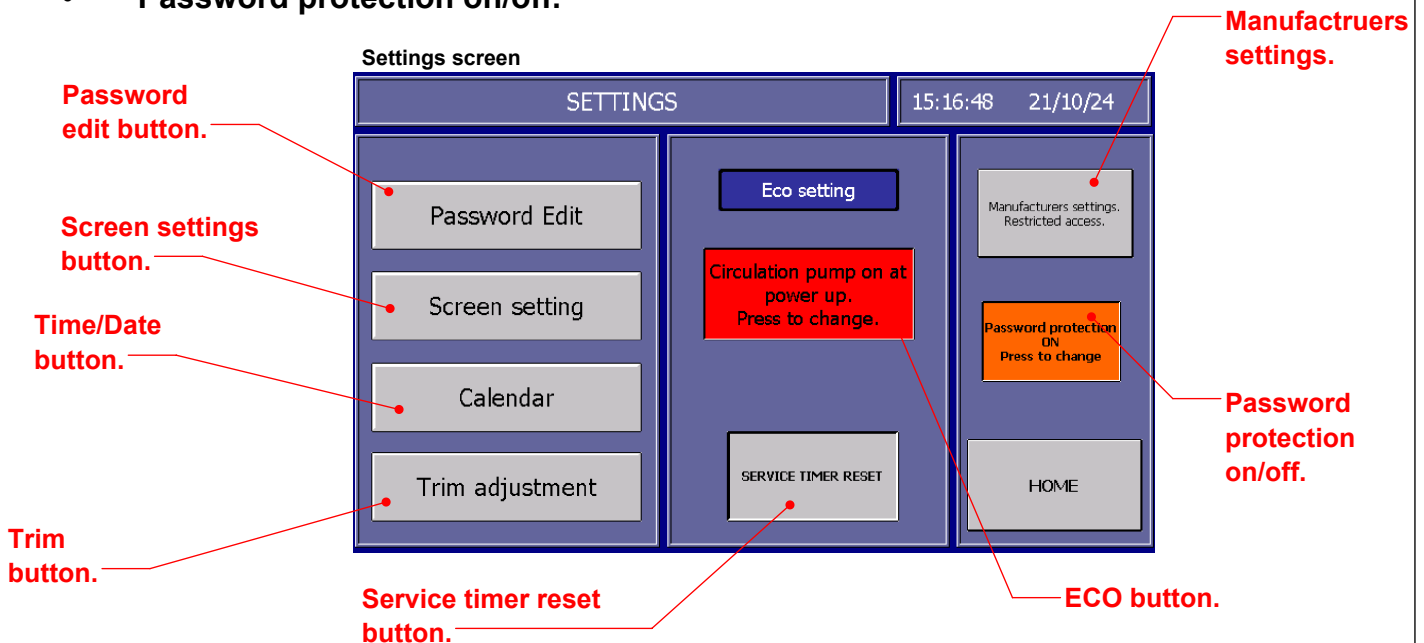 • Password protection on/off.
Manufactruers
settings.
Settings screen
Password
edit button.
SETTINGS
15:16:48 21/10/24
Password Edit
Eco setting
Manufacturers settings.
Restricted access.
Screen settings
button.
Screen setting
Circulation pump on at
power up.
Press to change.
Password protection
ON
Press to change
Time/Date
button.
Calendar
Password
protection
on/off.
Trim adjustment
SERVICE TIMER RESET
HOME
Trim
button.
Service timer reset
button.
ECO button.